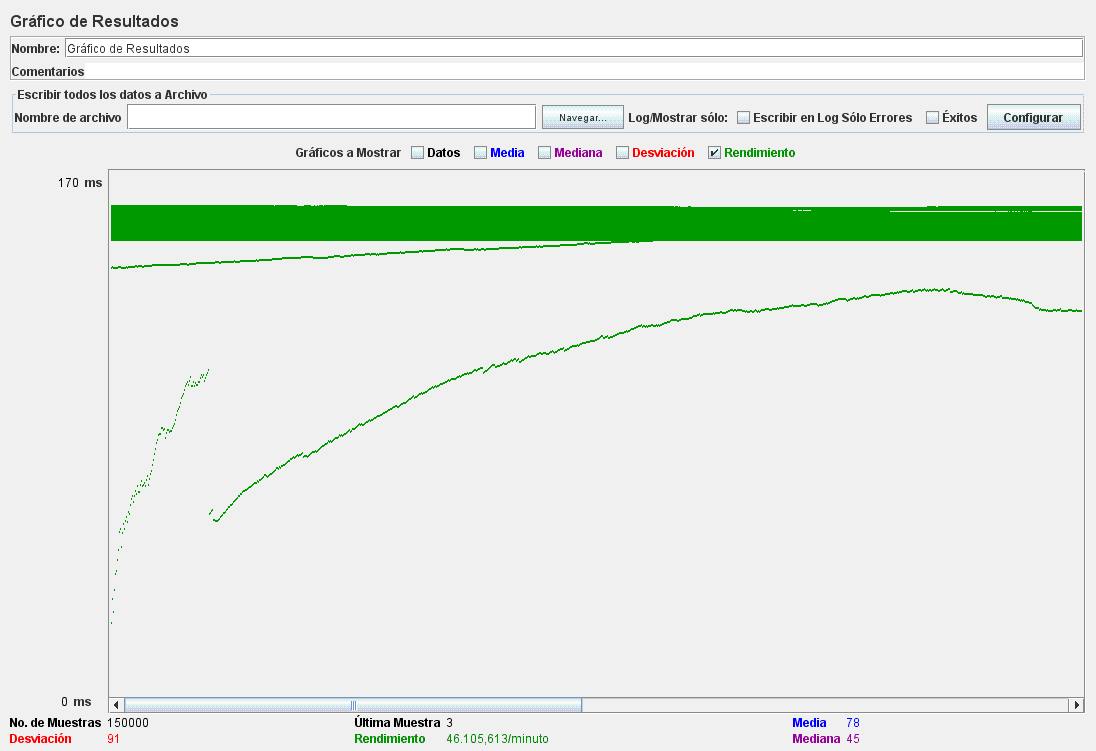 Gráfico de Resultados
Nombre: Gráfico de Resultados
Comentarios
Escribir todos los datos a Archivo
Nombre de archivo Navegar... Log/Mostrar sólo: Escribir en Log Sólo Errores Éxitos Configurar
Gráficos a Mostrar Datos Media Mediana Desviación Rendimiento
170 ms
0 ms
No. de Muestras 150000 Última Muestra 3 Media 78
Desviación 91 Rendimiento 46.105,613/minuto Mediana 45